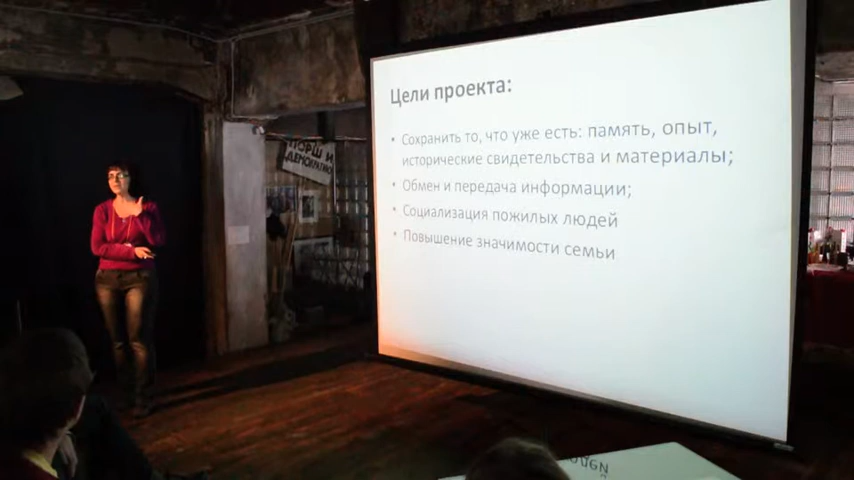 Цели проекта:
• Сохранить то, что уже есть: память, опыт,
исторические свидетельства и материалы;
• Обмен и передача информации;
• Социализация пожилых людей
• Повышение значимости семьи